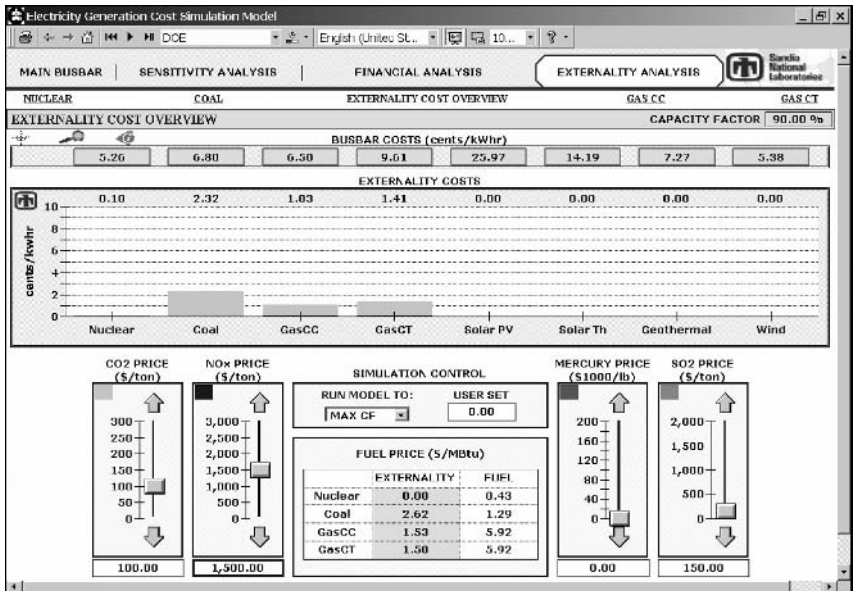 Electricity Generation Cost Simulation Model
DOE English (United St... 10...
MAIN BUSBAR | SENSITIVITY ANALYSIS | FINANCIAL ANALYSIS EXTERNALITY ANALYSIS Sandia National Laboratories
NUCLEAR COAL EXTERNALITY COST OVERVIEW GAS CC GAS CT
EXTERNALITY COST OVERVIEW CAPACITY FACTOR 90.00 %
BUSBAR COSTS (cents/kWhr)
5.26 6.80 6.50 9.61 25.97 14.19 7.27 5.38
EXTERNALITY COSTS
0.10 2.32 1.03 1.41 0.00 0.00 0.00 0.00
cents/kwhr
10
8
6
4
2
0
Nuclear Coal GasCC GasCT Solar PV Solar Th Geothermal Wind
CO2 PRICE
($/ton)
300
250
200
150
100
50
0
100.00
NOx PRICE
($/ton)
3,000
2,500
2,000
1,500
1,000
500
0
1,500.00
SIMULATION CONTROL
RUN MODEL TO: USER SET
MAX CF 0.00
FUEL PRICE ($/MBtu)
EXTERNALITY FUEL
Nuclear 0.00 0.43
Coal 2.62 1.29
GasCC 1.53 5.92
GasCT 1.50 5.92
MERCURY PRICE
($1000/lb)
200
160
120
80
40
0
0.00
SO2 PRICE
($/ton)
2,000
1,500
1,000
500
0
150.00